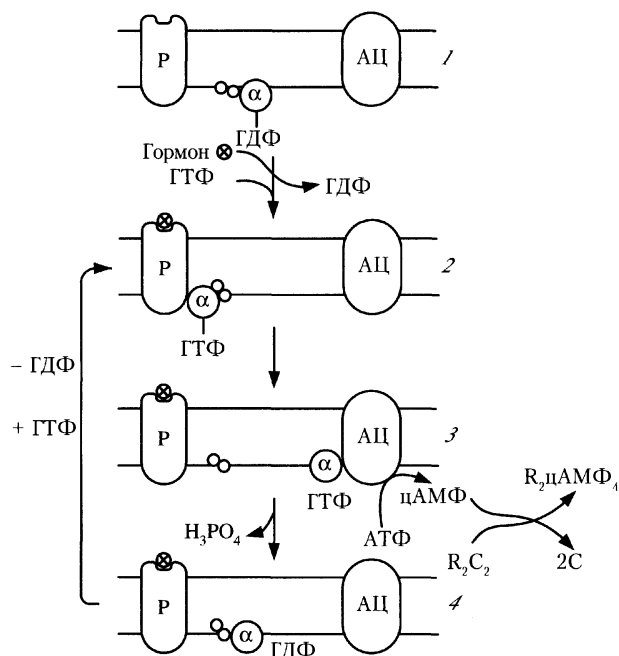 Р АЦ 1
α
ГДФ
Гормон
ГТФ ГДФ
Р АЦ 2
α
ГТФ
– ГДФ
+ ГТФ
Р АЦ 3
α
ГТФ цАМФ R₂цАМФ₄
H₃PO₄ АТФ
R₂C₂ 2C
Р АЦ 4
α ГДФ